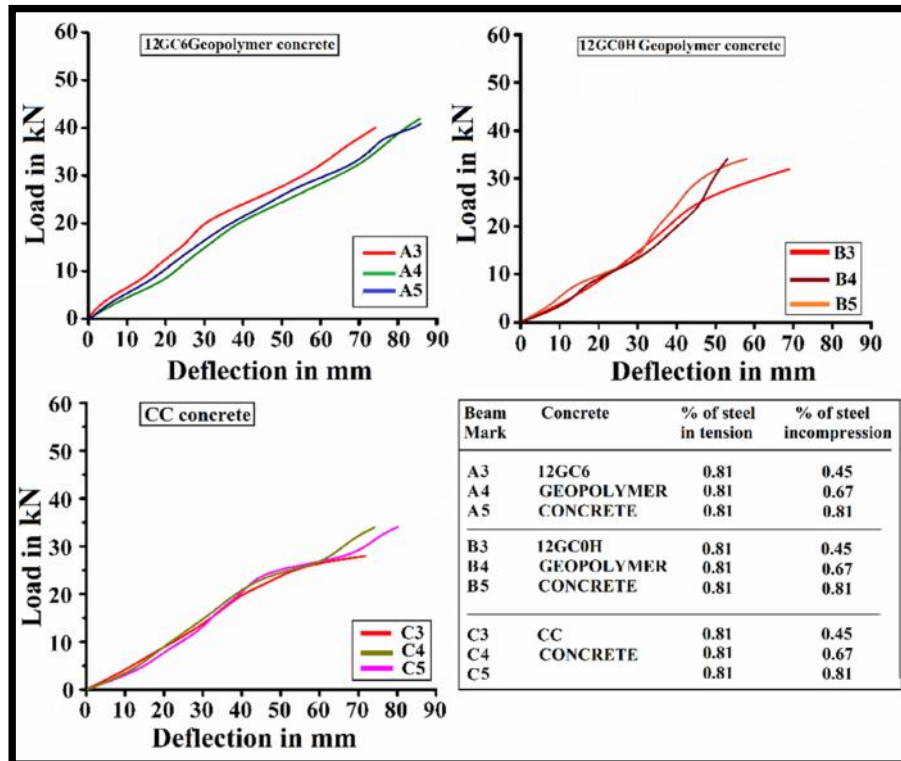 12GC6Geopolymer concrete
60
50
40
30
20
10
0
Load in kN
A3
A4
A5
0 10 20 30 40 50 60 70 80 90
Deflection in mm
12GC0H Geopolymer concrete
60
50
40
30
20
10
0
Load in kN
B3
B4
B5
0 10 20 30 40 50 60 70 80 90
Deflection in mm
CC concrete
60
50
40
30
20
10
0
Load in kN
C3
C4
C5
0 10 20 30 40 50 60 70 80 90
Deflection in mm
Beam Concrete % of steel % of steel
Mark in tension incompression
A3 12GC6 0.81 0.45
A4 GEOPOLYMER 0.81 0.67
A5 CONCRETE 0.81 0.81
B3 12GC0H 0.81 0.45
B4 GEOPOLYMER 0.81 0.67
B5 CONCRETE 0.81 0.81
C3 CC 0.81 0.45
C4 CONCRETE 0.81 0.67
C5 0.81 0.81